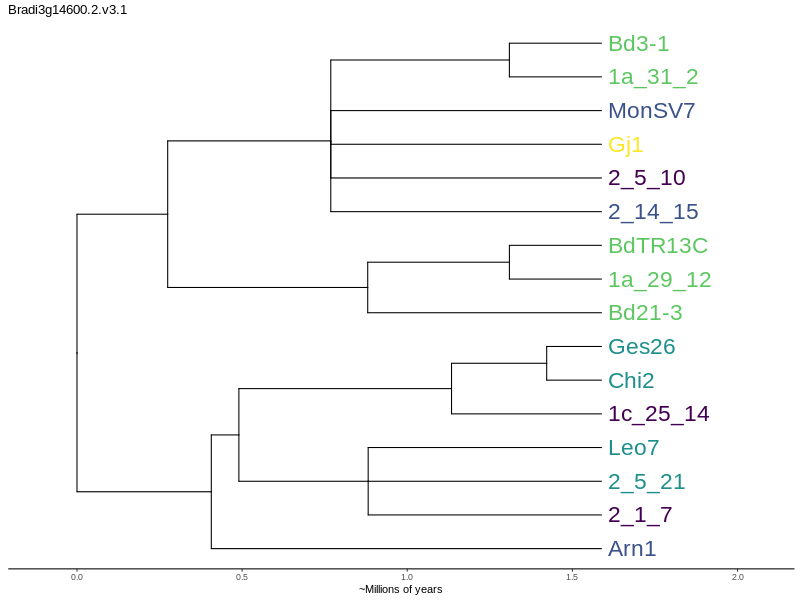 Bradi3g14600.2.v3.1
Bd3-1
1a_31_2
MonSV7
Gj1
2_5_10
2_14_15
BdTR13C
1a_29_12
Bd21-3
Ges26
Chi2
1c_25_14
Leo7
2_5_21
2_1_7
Arn1
0.0 0.5 1.0 1.5 2.0
~Millions of years